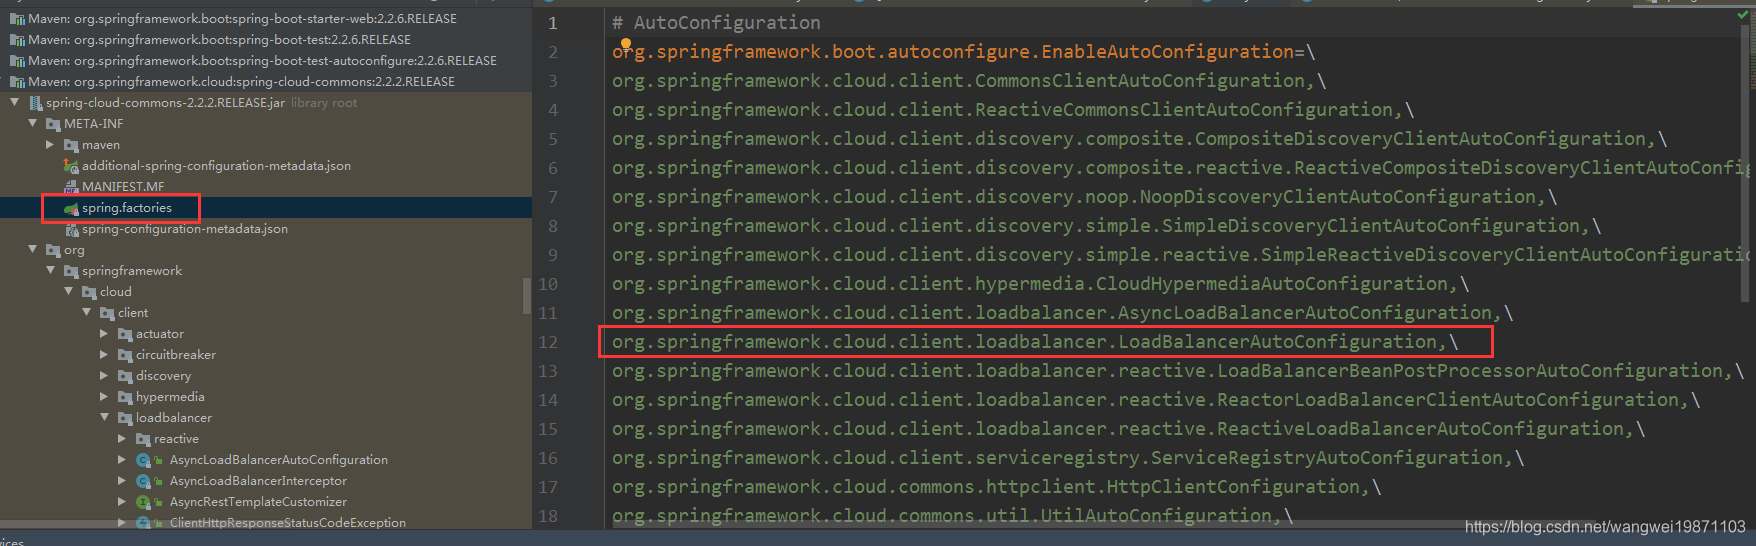 Maven: org.springframework.boot:spring-boot-starter-web:2.2.6.RELEASE
Maven: org.springframework.boot:spring-boot-test:2.2.6.RELEASE
Maven: org.springframework.boot:spring-boot-test-autoconfigure:2.2.6.RELEASE
Maven: org.springframework.cloud:spring-cloud-commons:2.2.2.RELEASE
spring-cloud-commons-2.2.2.RELEASE.jar library root
META-INF
maven
additional-spring-configuration-metadata.json
MANIFEST.MF
spring.factories
spring-configuration-metadata.json
org
springframework
cloud
client
actuator
circuitbreaker
discovery
hypermedia
loadbalancer
reactive
AsyncLoadBalancerAutoConfiguration
AsyncLoadBalancerInterceptor
AsyncRestTemplateCustomizer
ClientHttpResponseStatusCodeException
1 # AutoConfiguration
2 org.springframework.boot.autoconfigure.EnableAutoConfiguration=\
3 org.springframework.cloud.client.CommonsClientAutoConfiguration,\
4 org.springframework.cloud.client.ReactiveCommonsClientAutoConfiguration,\
5 org.springframework.cloud.client.discovery.composite.CompositeDiscoveryClientAutoConfiguration,\
6 org.springframework.cloud.client.discovery.composite.reactive.ReactiveCompositeDiscoveryClientAutoConfig
7 org.springframework.cloud.client.discovery.noop.NoopDiscoveryClientAutoConfiguration,\
8 org.springframework.cloud.client.discovery.simple.SimpleDiscoveryClientAutoConfiguration,\
9 org.springframework.cloud.client.discovery.simple.reactive.SimpleReactiveDiscoveryClientAutoConfiguratio
10 org.springframework.cloud.client.hypermedia.CloudHypermediaAutoConfiguration,\
11 org.springframework.cloud.client.loadbalancer.AsyncLoadBalancerAutoConfiguration,\
12 org.springframework.cloud.client.loadbalancer.LoadBalancerAutoConfiguration,\
13 org.springframework.cloud.client.loadbalancer.reactive.LoadBalancerBeanPostProcessorAutoConfiguration,\
14 org.springframework.cloud.client.loadbalancer.reactive.ReactorLoadBalancerClientAutoConfiguration,\
15 org.springframework.cloud.client.loadbalancer.reactive.ReactiveLoadBalancerAutoConfiguration,\
16 org.springframework.cloud.client.serviceregistry.ServiceRegistryAutoConfiguration,\
17 org.springframework.cloud.commons.httpclient.HttpClientConfiguration,\
18 org.springframework.cloud.commons.util.UtilAutoConfiguration,\
https://blog.csdn.net/wangwei19871103